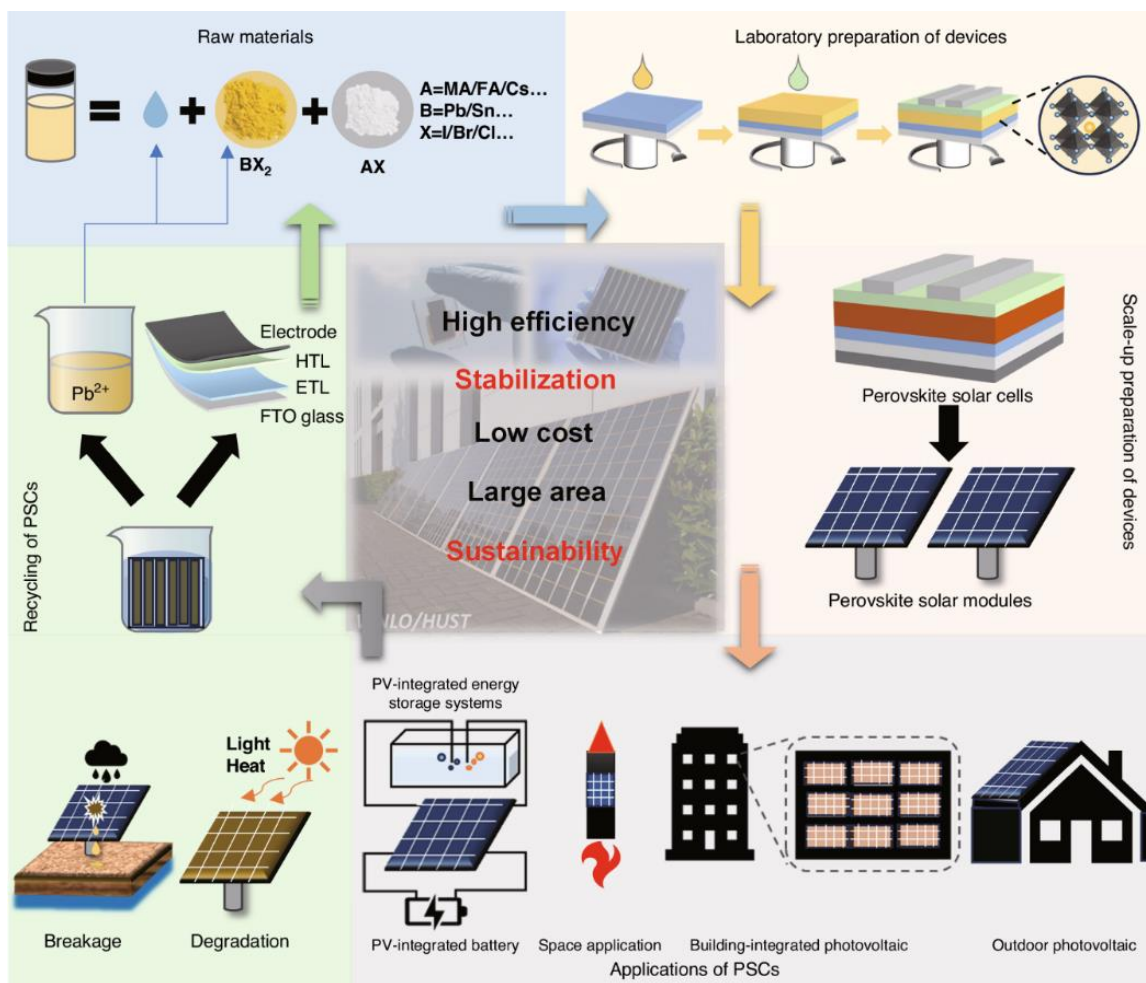 Raw materials
A=MA/FA/Cs...
B=Pb/Sn...
X=I/Br/Cl...
BX₂
AX
Laboratory preparation of devices
Perovskite solar cells
Perovskite solar modules
Scale-up preparation of devices
High efficiency
Stabilization
Low cost
Large area
Sustainability
Electrode
HTL
ETL
FTO glass
Pb²⁺
Recycling of PSCs
Light
Heat
Breakage
Degradation
PV-integrated energy
storage systems
PV-integrated battery
Space application
Building-integrated photovoltaic
Outdoor photovoltaic
Applications of PSCs